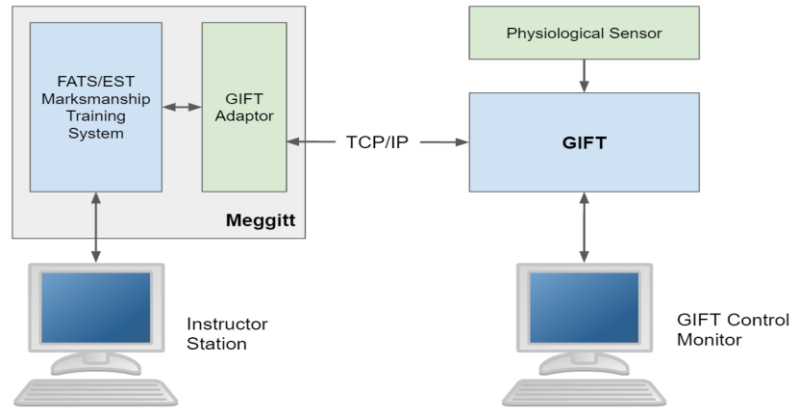 FATS/EST
Marksmanship
Training
System
GIFT
Adaptor
Meggitt
TCP/IP
Physiological Sensor
GIFT
Instructor
Station
GIFT Control
Monitor